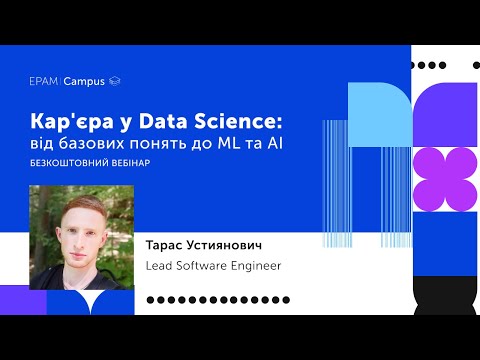 EPAM | Campus
Кар'єра у Data Science:
від базових понять до ML та AI
БЕЗКОШТОВНИЙ ВЕБІНАР
Тарас Устиянович
Lead Software Engineer